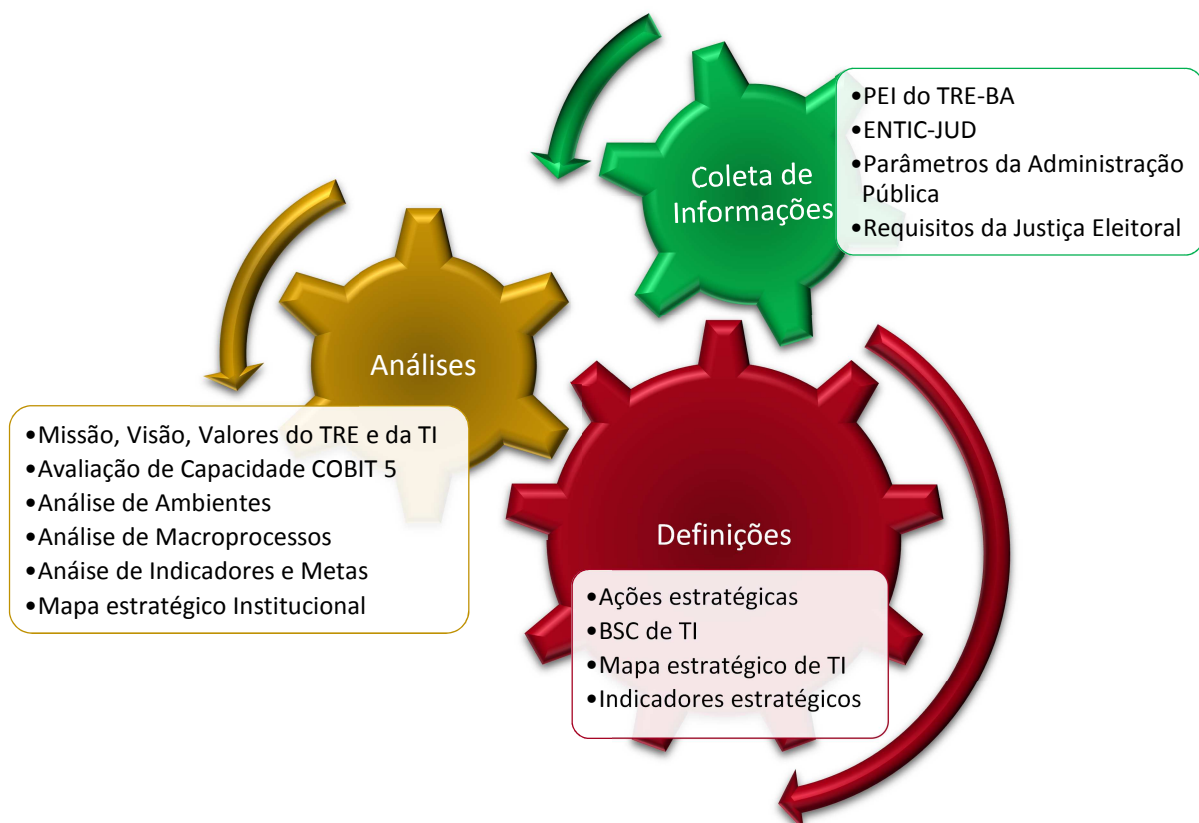 Coleta de
Informações
•PEI do TRE-BA
•ENTIC-JUD
•Parâmetros da Administração
Pública
•Requisitos da Justiça Eleitoral
Análises
•Missão, Visão, Valores do TRE e da TI
•Avaliação de Capacidade COBIT 5
•Análise de Ambientes
•Análise de Macroprocessos
•Anáise de Indicadores e Metas
•Mapa estratégico Institucional
Definições
•Ações estratégicas
•BSC de TI
•Mapa estratégico de TI
•Indicadores estratégicos